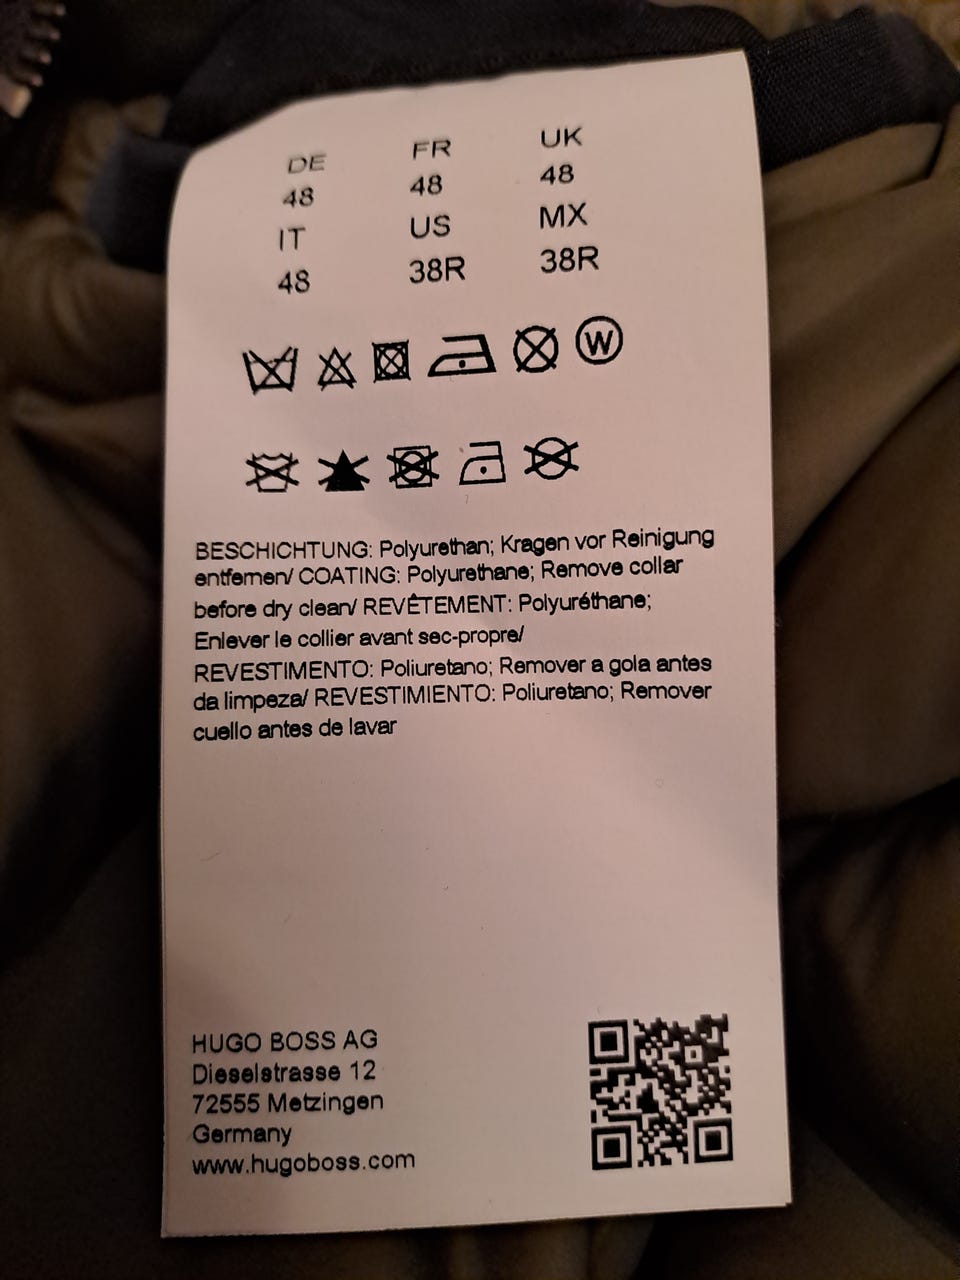 DE FR UK
48 48 48
IT US MX
48 38R 38R
W
BESCHICHTUNG: Polyurethan; Kragen vor Reinigung
entfernen/ COATING: Polyurethane; Remove collar
before dry clean/ REVÊTEMENT: Polyuréthane;
Enlever le collier avant sec-propre/
REVESTIMENTO: Poliuretano; Remover a gola antes
da limpeza/ REVESTIMIENTO: Poliuretano; Remover
cuello antes de lavar
HUGO BOSS AG
Dieselstrasse 12
72555 Metzingen
Germany
www.hugoboss.com